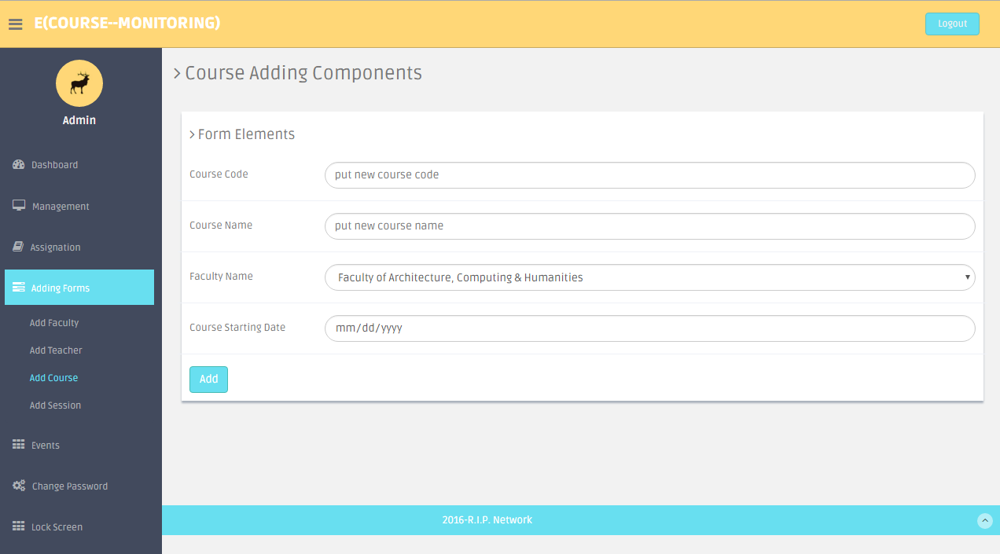 E(COURSE--MONITORING)
Logout
Admin
Dashboard
Management
Assignation
Adding Forms
Add Faculty
Add Teacher
Add Course
Add Session
Events
Change Password
Lock Screen
Course Adding Components
Form Elements
Course Code
put new course code
Course Name
put new course name
Faculty Name
Faculty of Architecture, Computing & Humanities
Course Starting Date
mm/dd/yyyy
Add
2016-R.I.P. Network